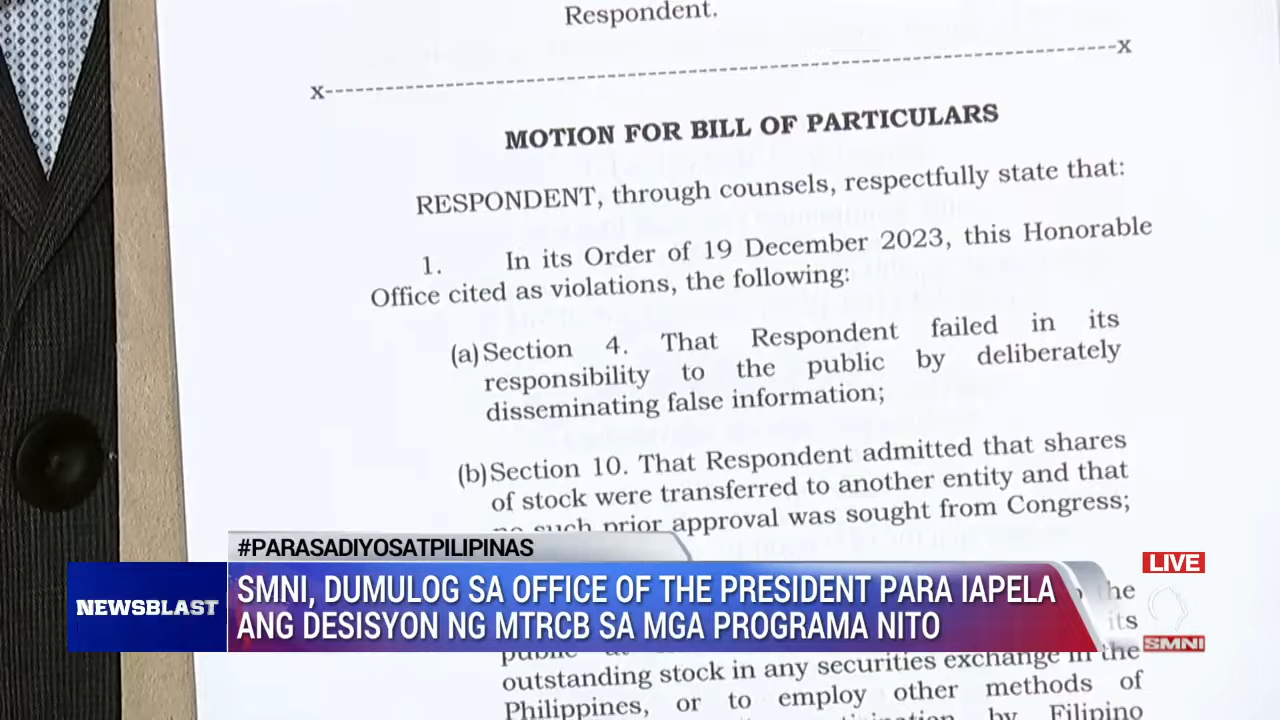 Respondent.
x-----------------------------------------------------------------------x
MOTION FOR BILL OF PARTICULARS
RESPONDENT, through counsels, respectfully state that:
1. In its Order of 19 December 2023, this Honorable
Office cited as violations, the following:
(a) Section 4. That Respondent failed in its
responsibility to the public by deliberately
disseminating false information;
(b) Section 10. That Respondent admitted that shares
of stock were transferred to another entity and that
no such prior approval was sought from Congress;
#PARASADIYOSATPILIPINAS
NEWSBLAST
SMNI, DUMULOG SA OFFICE OF THE PRESIDENT PARA IAPELA
ANG DESISYON NG MTRCB SA MGA PROGRAMA NITO
LIVE
SMNI
the
its
public
outstanding stock in any securities exchange in the
Philippines, or to employ other methods of
by Filipino